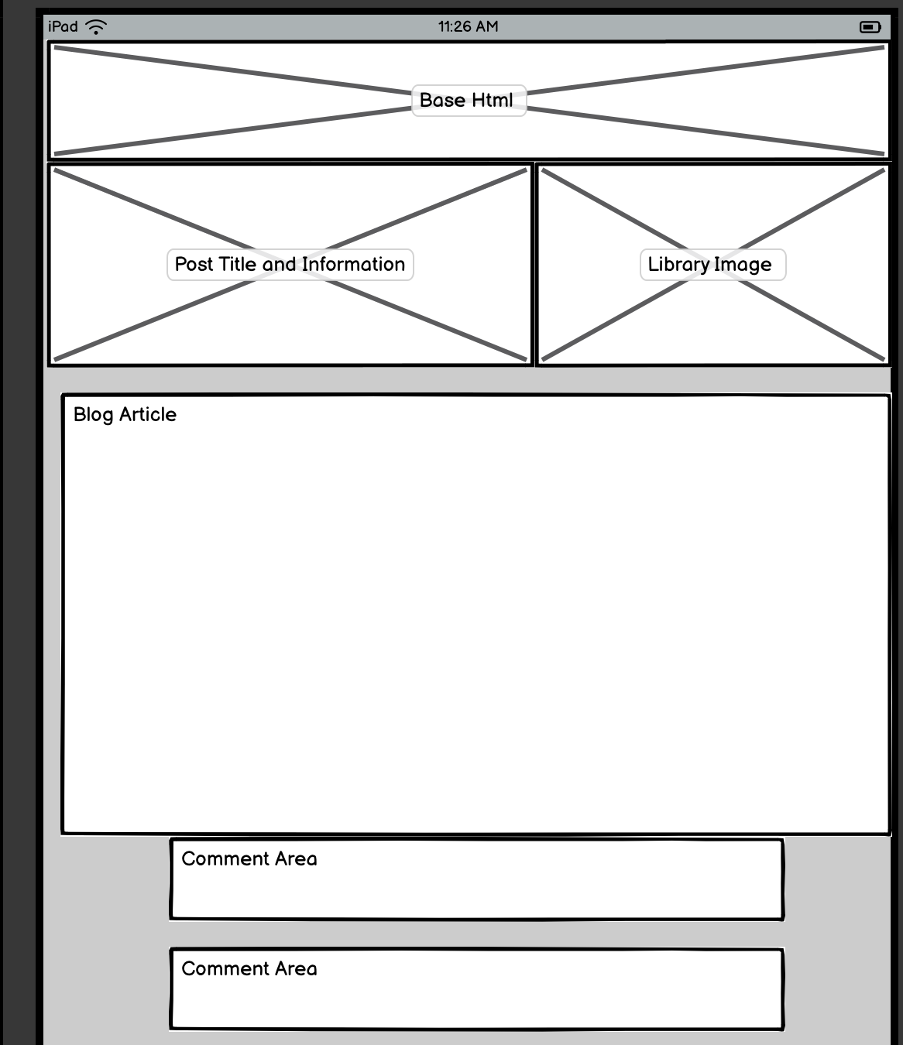 iPad 11:26 AM
Base Html
Post Title and Information
Library Image
Blog Article
Comment Area
Comment Area